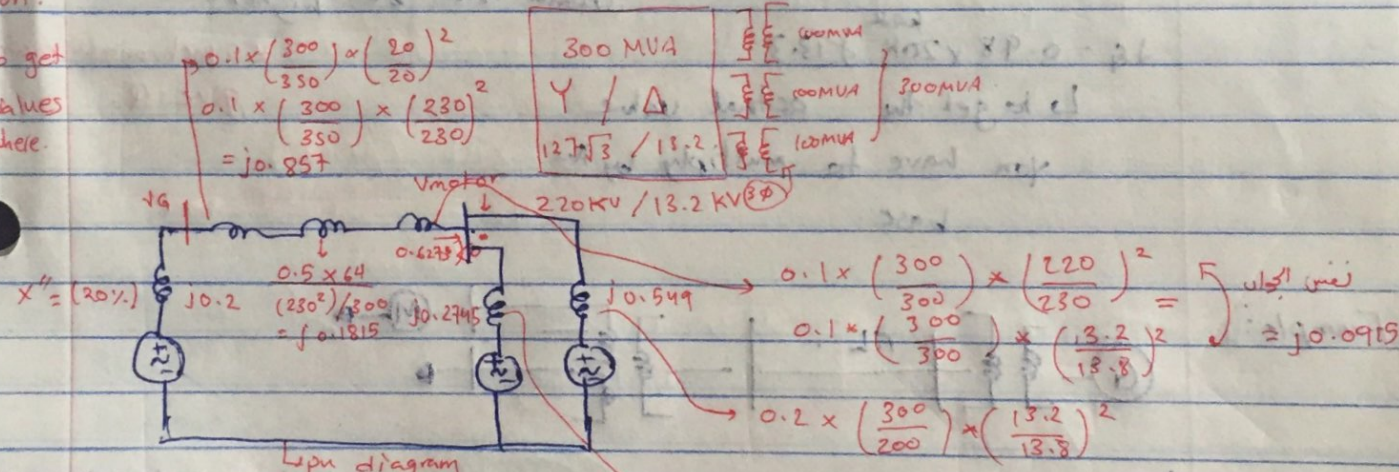 get
values
here.
0.1 × (300/350) × (20/20)²
0.1 × (300/350) × (230/230)²
= j0.857
300 MVA
Y / Δ
127√3 / 13.2
100MVA
100MVA
100MVA
300MVA
220KV / 13.2 KV 3Φ
Vmotor
VG
X'' = (20%)
j0.2
0.5 × 64
(230²)/300
= j0.1815
j0.2745
j0.549
0.1 × (300/300) × (220/230)² =
0.1 × (300/300) × (13.2/13.8)²
نفس الجواب
= j0.0915
0.2 × (300/200) × (13.2/13.8)²
pu diagram